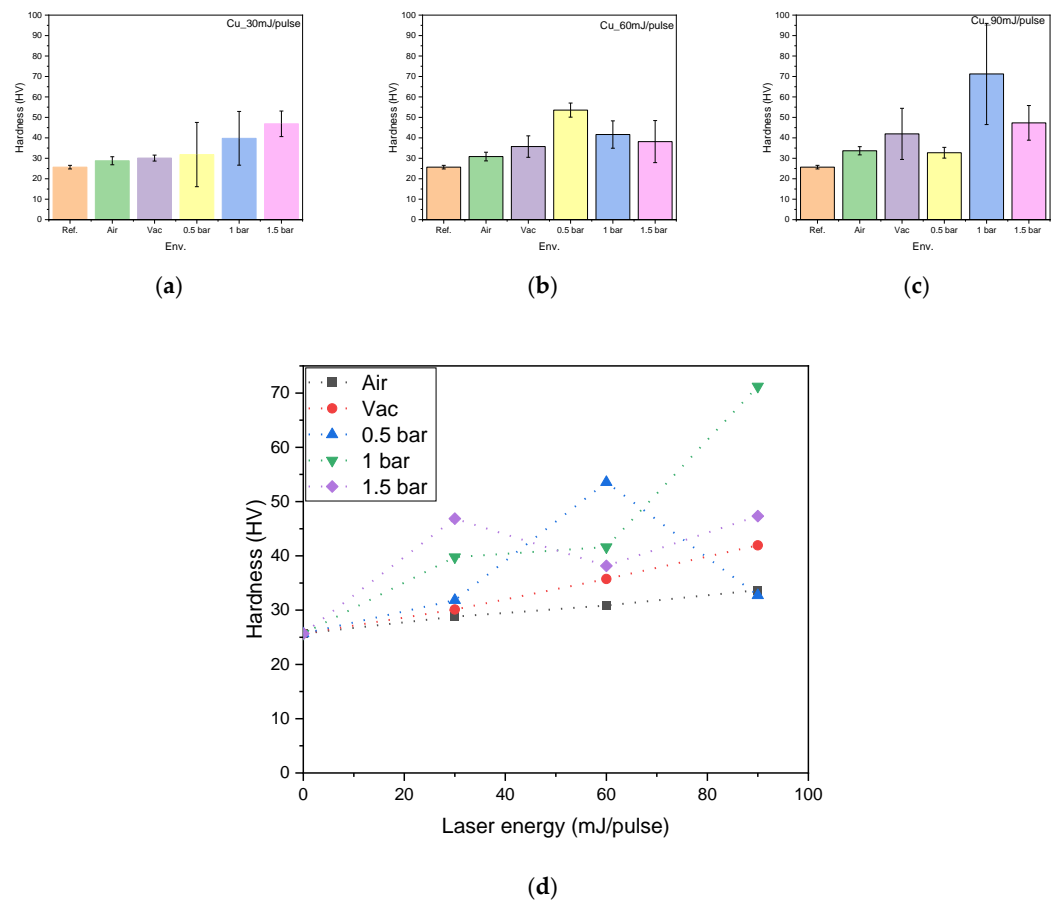 Cu_30mJ/pulse
100
90
80
70
60
50
40
30
20
10
0
Hardness (HV)
Ref. Air Vac 0.5 bar 1 bar 1.5 bar
Env.
(a)
Cu_60mJ/pulse
100
90
80
70
60
50
40
30
20
10
0
Hardness (HV)
Ref. Air Vac 0.5 bar 1 bar 1.5 bar
Env.
(b)
Cu_90mJ/pulse
100
90
80
70
60
50
40
30
20
10
0
Hardness (HV)
Ref. Air Vac 0.5 bar 1 bar 1.5 bar
Env.
(c)
Air
Vac
0.5 bar
1 bar
1.5 bar
70
60
50
40
30
20
10
0
Hardness (HV)
0 20 40 60 80 100
Laser energy (mJ/pulse)
(d)